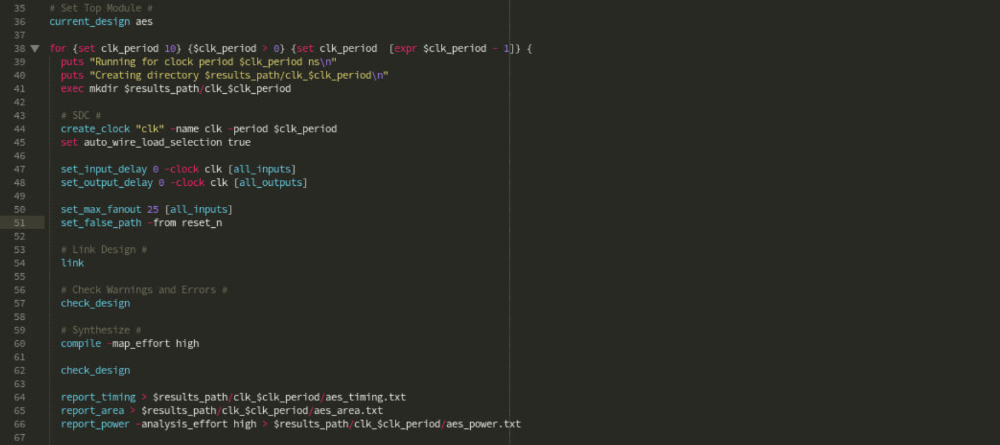 35 # Set Top Module #
36 current_design aes
37
38 for {set clk_period 10} {$clk_period > 0} {set clk_period  [expr $clk_period - 1]} {
39   puts "Running for clock period $clk_period ns\n"
40   puts "Creating directory $results_path/clk_$clk_period\n"
41   exec mkdir $results_path/clk_$clk_period
42
43   # SDC #
44   create_clock "clk" -name clk -period $clk_period
45   set auto_wire_load_selection true
46
47   set_input_delay 0 -clock clk [all_inputs]
48   set_output_delay 0 -clock clk [all_outputs]
49
50   set_max_fanout 25 [all_inputs]
51   set_false_path -from reset_n
52
53   # Link Design #
54   link
55
56   # Check Warnings and Errors #
57   check_design
58
59   # Synthesize #
60   compile -map_effort high
61
62   check_design
63
64   report_timing > $results_path/clk_$clk_period/aes_timing.txt
65   report_area > $results_path/clk_$clk_period/aes_area.txt
66   report_power -analysis_effort high > $results_path/clk_$clk_period/aes_power.txt
67